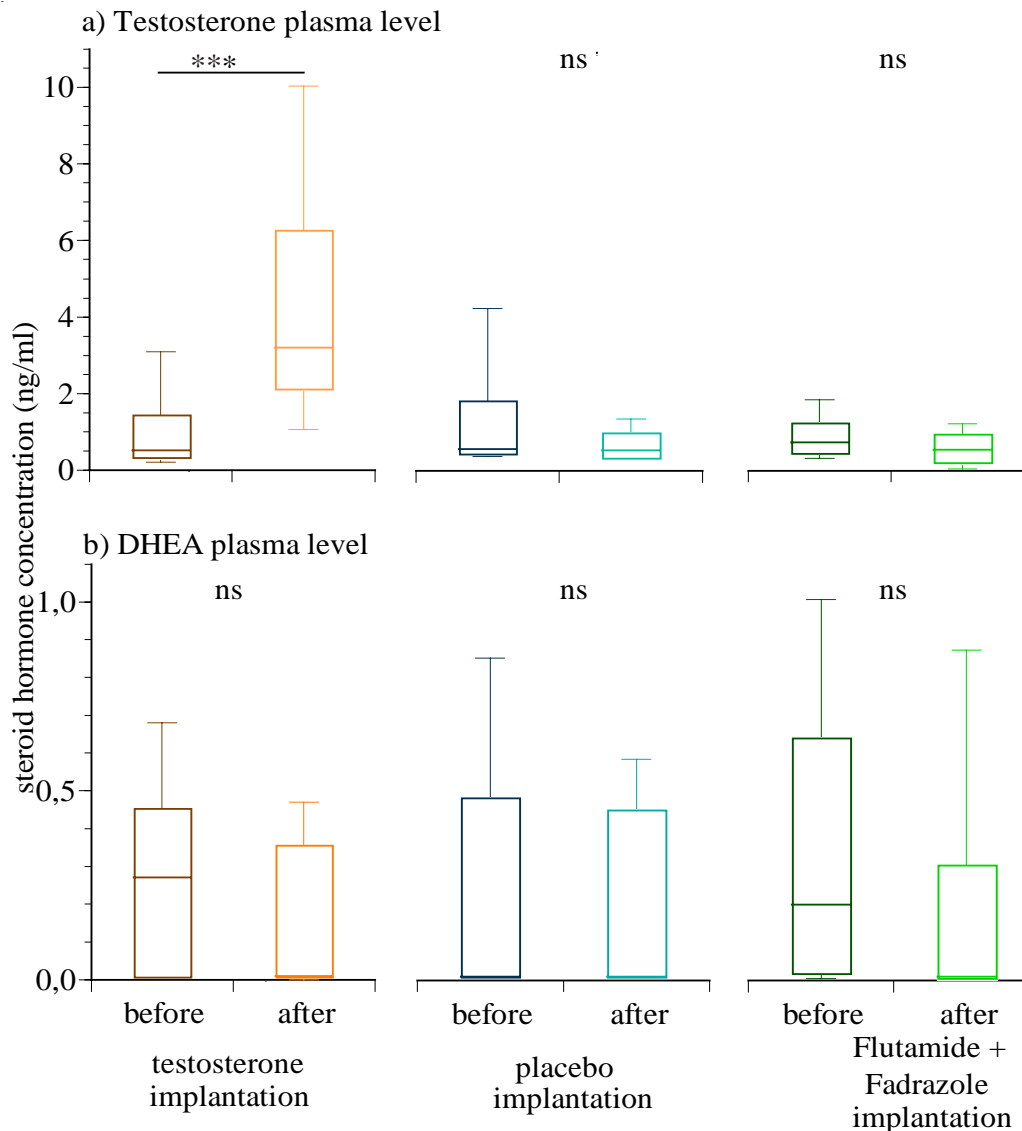 a) Testosterone plasma level
***
ns
ns
10
8
6
4
2
0
steroid hormone concentration (ng/ml)
b) DHEA plasma level
ns
ns
ns
1,0
0,5
0,0
before
after
before
after
before
after
testosterone
implantation
placebo
implantation
Flutamide +
Fadrazole
implantation